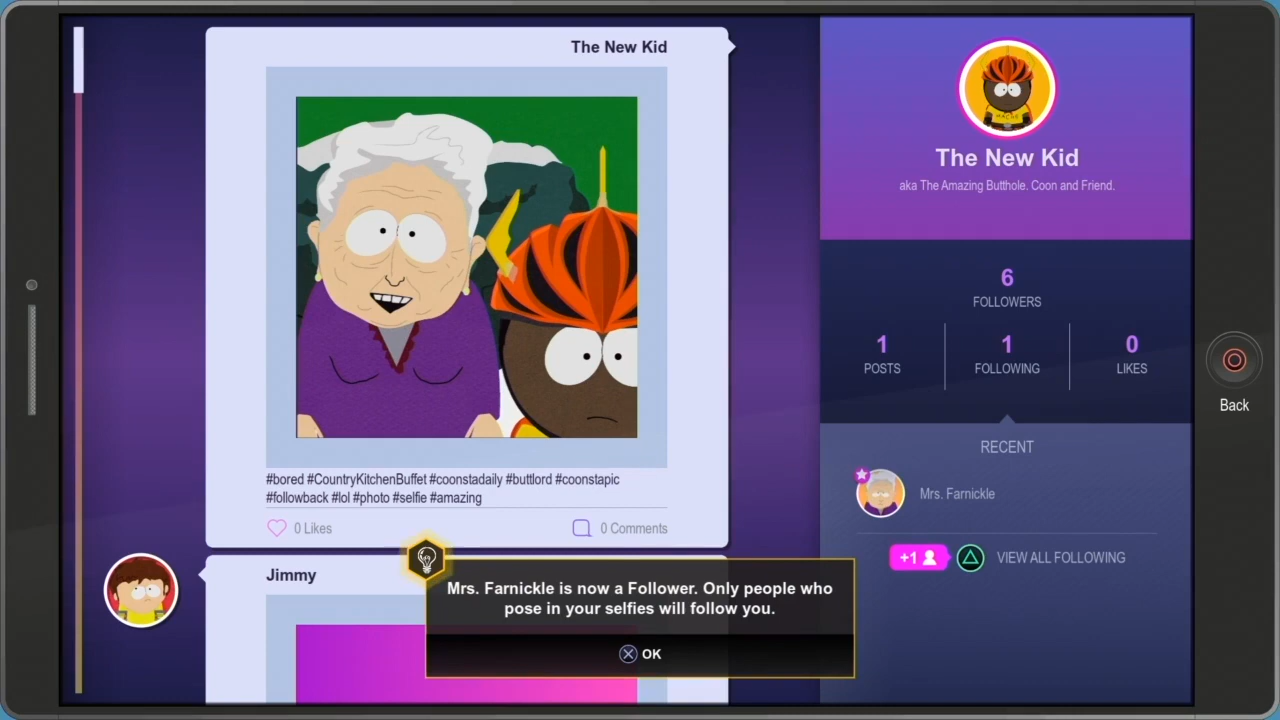 The New Kid
#bored #CountryKitchenBuffet #coonstadaily #buttlord #coonstapic
#followback #lol #photo #selfie #amazing
0 Likes
0 Comments
Jimmy
Mrs. Farnickle is now a Follower. Only people who
pose in your selfies will follow you.
OK
The New Kid
aka The Amazing Butthole. Coon and Friend.
6
FOLLOWERS
1
POSTS
1
FOLLOWING
0
LIKES
RECENT
Mrs. Farnickle
+1
VIEW ALL FOLLOWING
Back